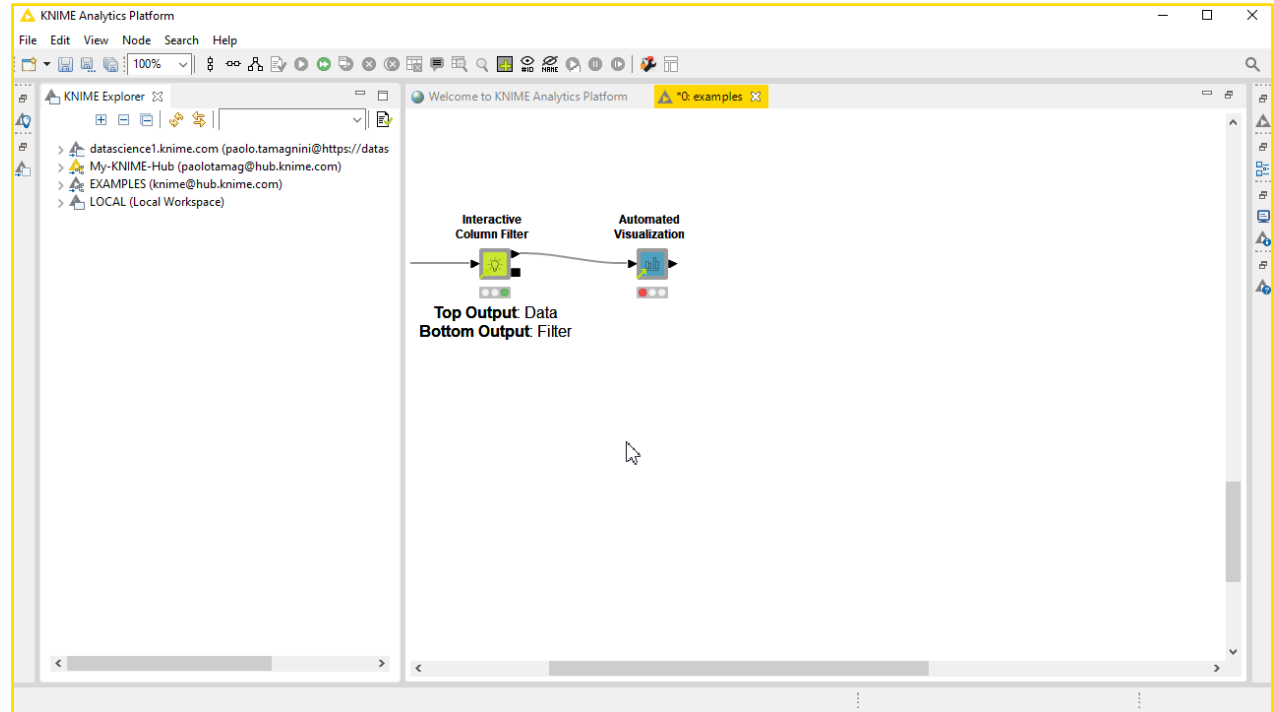 KNIME Analytics Platform
File Edit View Node Search Help
100%
#ID
NAME
KNIME Explorer
Welcome to KNIME Analytics Platform
*0: examples
datascience1.knime.com (paolo.tamagnini@https://datas
My-KNIME-Hub (paolotamag@hub.knime.com)
EXAMPLES (knime@hub.knime.com)
LOCAL (Local Workspace)
Interactive
Column Filter
Automated
Visualization
Top Output: Data
Bottom Output: Filter